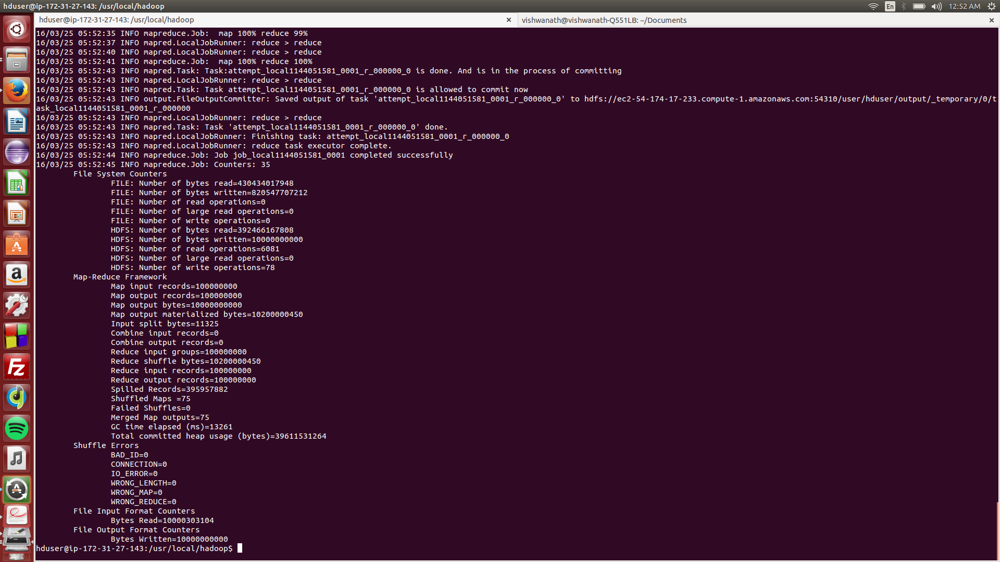 hduser@ip-172-31-27-143: /usr/local/hadoop
En
12:52 AM
hduser@ip-172-31-27-143: /usr/local/hadoop
vishwanath@vishwanath-Q551LB: ~/Documents
16/03/25 05:52:35 INFO mapreduce.Job:  map 100% reduce 99%
16/03/25 05:52:37 INFO mapred.LocalJobRunner: reduce > reduce
16/03/25 05:52:40 INFO mapred.LocalJobRunner: reduce > reduce
16/03/25 05:52:41 INFO mapreduce.Job:  map 100% reduce 100%
16/03/25 05:52:43 INFO mapred.Task: Task:attempt_local1144051581_0001_r_000000_0 is done. And is in the process of committing
16/03/25 05:52:43 INFO mapred.LocalJobRunner: reduce > reduce
16/03/25 05:52:43 INFO mapred.Task: Task attempt_local1144051581_0001_r_000000_0 is allowed to commit now
16/03/25 05:52:43 INFO output.FileOutputCommitter: Saved output of task 'attempt_local1144051581_0001_r_000000_0' to hdfs://ec2-54-174-17-233.compute-1.amazonaws.com:54310/user/hduser/output/_temporary/0/t
ask_local1144051581_0001_r_000000
16/03/25 05:52:43 INFO mapred.LocalJobRunner: reduce > reduce
16/03/25 05:52:43 INFO mapred.Task: Task 'attempt_local1144051581_0001_r_000000_0' done.
16/03/25 05:52:43 INFO mapred.LocalJobRunner: Finishing task: attempt_local1144051581_0001_r_000000_0
16/03/25 05:52:43 INFO mapred.LocalJobRunner: reduce task executor complete.
16/03/25 05:52:44 INFO mapreduce.Job: Job job_local1144051581_0001 completed successfully
16/03/25 05:52:45 INFO mapreduce.Job: Counters: 35
File System Counters
FILE: Number of bytes read=430434017948
FILE: Number of bytes written=820547707212
FILE: Number of read operations=0
FILE: Number of large read operations=0
FILE: Number of write operations=0
HDFS: Number of bytes read=392466167808
HDFS: Number of bytes written=10000000000
HDFS: Number of read operations=6081
HDFS: Number of large read operations=0
HDFS: Number of write operations=78
Map-Reduce Framework
Map input records=100000000
Map output records=100000000
Map output bytes=10000000000
Map output materialized bytes=10200000450
Input split bytes=11325
Combine input records=0
Combine output records=0
Reduce input groups=100000000
Reduce shuffle bytes=10200000450
Reduce input records=100000000
Reduce output records=100000000
Spilled Records=395957882
Shuffled Maps =75
Failed Shuffles=0
Merged Map outputs=75
GC time elapsed (ms)=13261
Total committed heap usage (bytes)=39611531264
Shuffle Errors
BAD_ID=0
CONNECTION=0
IO_ERROR=0
WRONG_LENGTH=0
WRONG_MAP=0
WRONG_REDUCE=0
File Input Format Counters
Bytes Read=10000303104
File Output Format Counters
Bytes Written=10000000000
hduser@ip-172-31-27-143:/usr/local/hadoop$